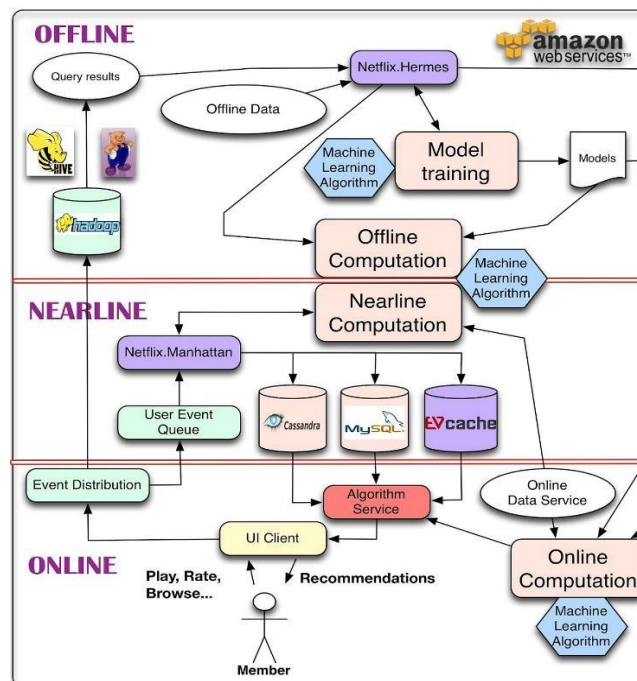 OFFLINE
amazon
web services™
Query results
Netflix.Hermes
Offline Data
HIVE
Machine
Learning
Algorithm
Model
training
Models
hadoop
Offline
Computation
Machine
Learning
Algorithm
NEARLINE
Nearline
Computation
Netflix.Manhattan
User Event
Queue
Cassandra
MySQL
EVcache
Event Distribution
Algorithm
Service
Online
Data Service
UI Client
ONLINE
Play, Rate,
Browse...
Recommendations
Online
Computation
Machine
Learning
Algorithm
Member